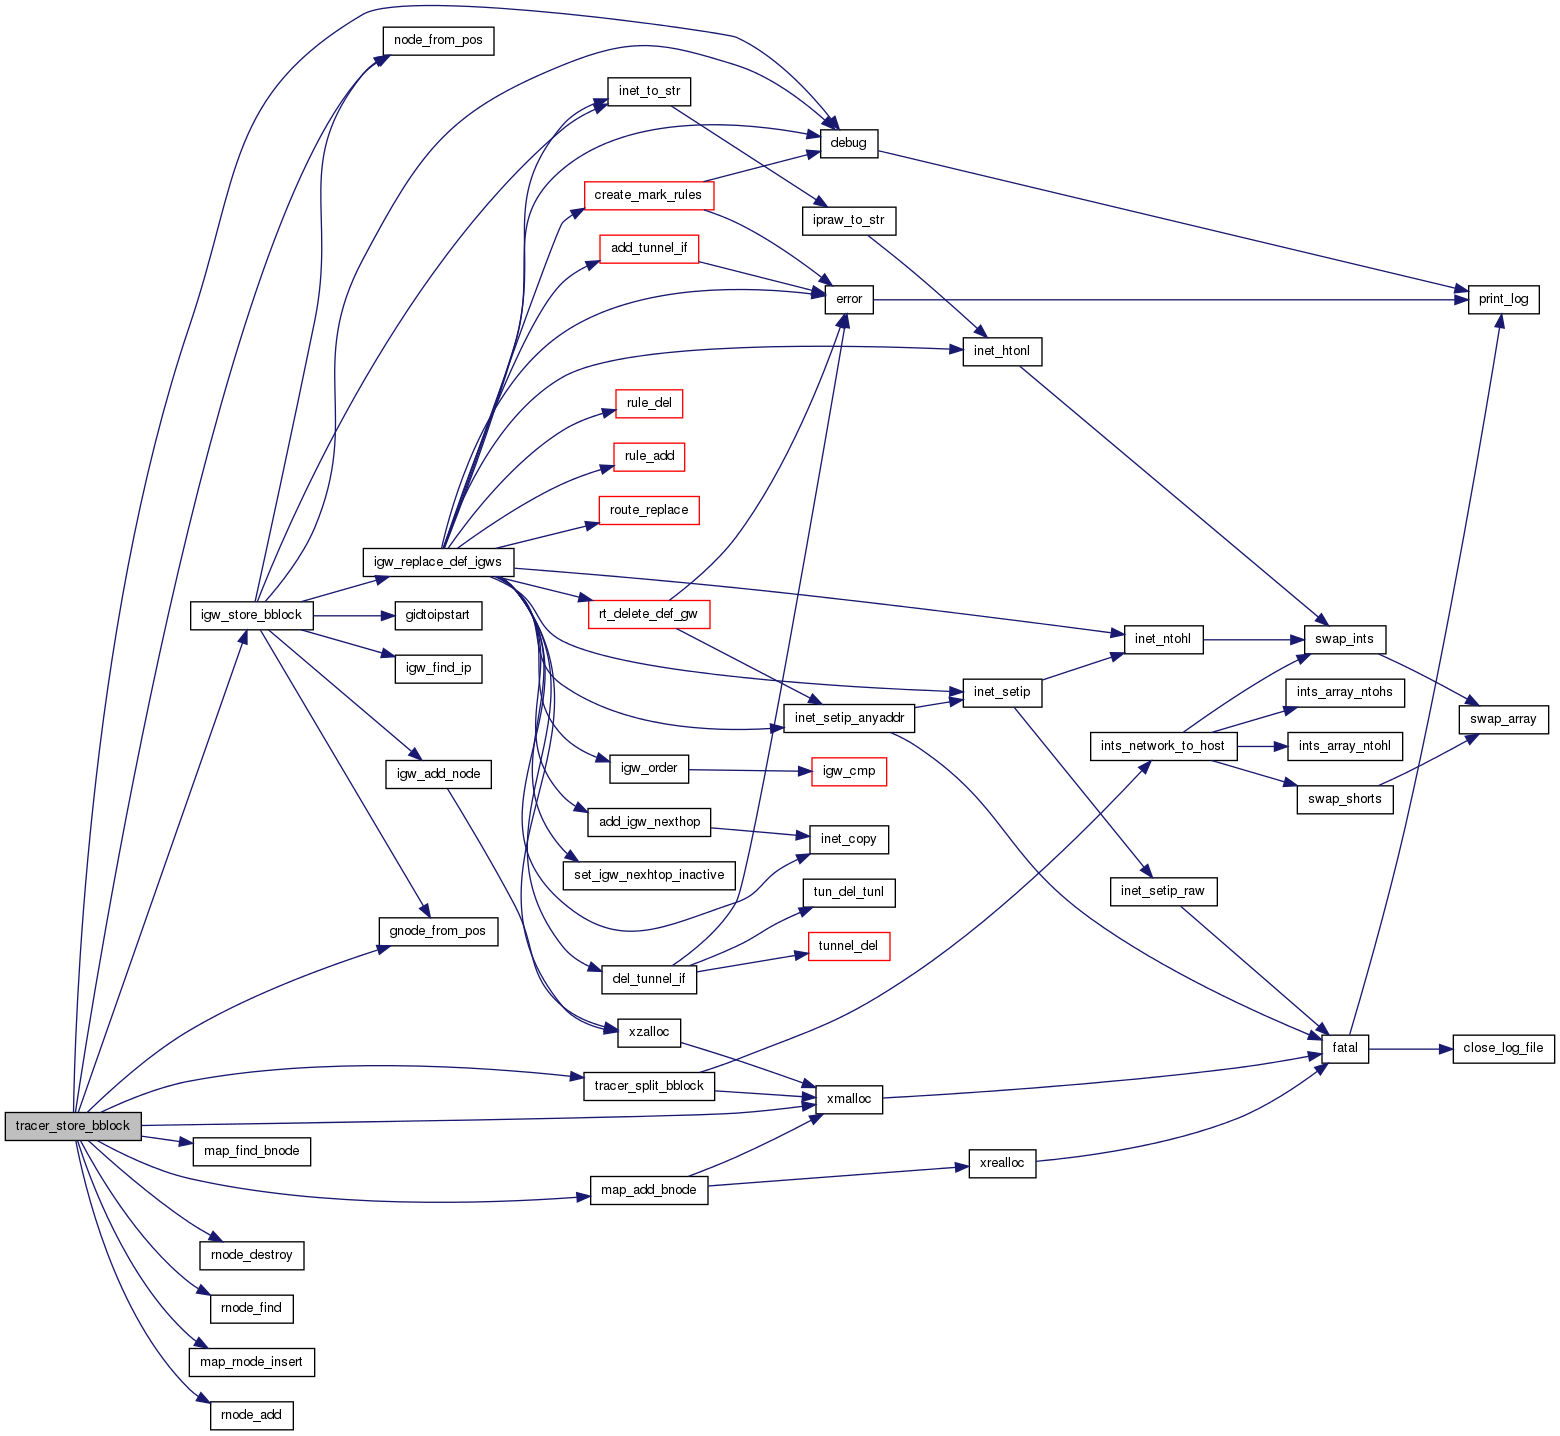 node_from_pos
inet_to_str
debug
create_mark_rules
ipraw_to_str
add_tunnel_if
error
print_log
inet_htonl
rule_del
rule_add
route_replace
igw_replace_def_igws
igw_store_bblock
gidtoipstart
rt_delete_def_gw
inet_ntohl
swap_ints
igw_find_ip
inet_setip
ints_array_ntohs
inet_setip_anyaddr
swap_array
ints_network_to_host
ints_array_ntohl
igw_add_node
igw_order
igw_cmp
swap_shorts
add_igw_nexthop
inet_copy
set_igw_nexhtop_inactive
tun_del_tunl
inet_setip_raw
gnode_from_pos
tunnel_del
del_tunnel_if
xzalloc
fatal
close_log_file
tracer_split_bblock
xmalloc
tracer_store_bblock
map_find_bnode
xrealloc
map_add_bnode
rnode_destroy
rnode_find
map_rnode_insert
rnode_add